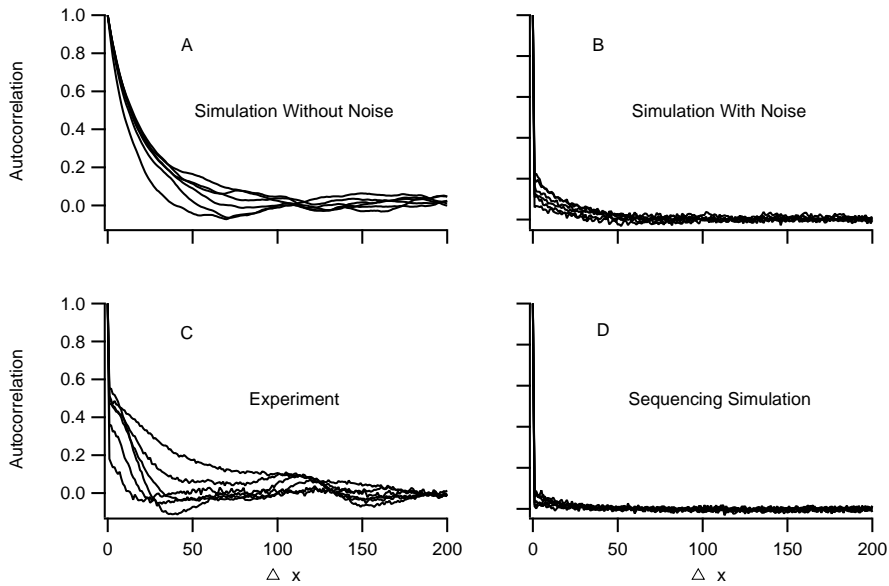 1.0
0.8
0.6
0.4
0.2
0.0
Autocorrelation
A
Simulation Without Noise
B
Simulation With Noise
1.0
0.8
0.6
0.4
0.2
0.0
Autocorrelation
C
Experiment
0 50 100 150 200
△ x
D
Sequencing Simulation
0 50 100 150 200
△ x